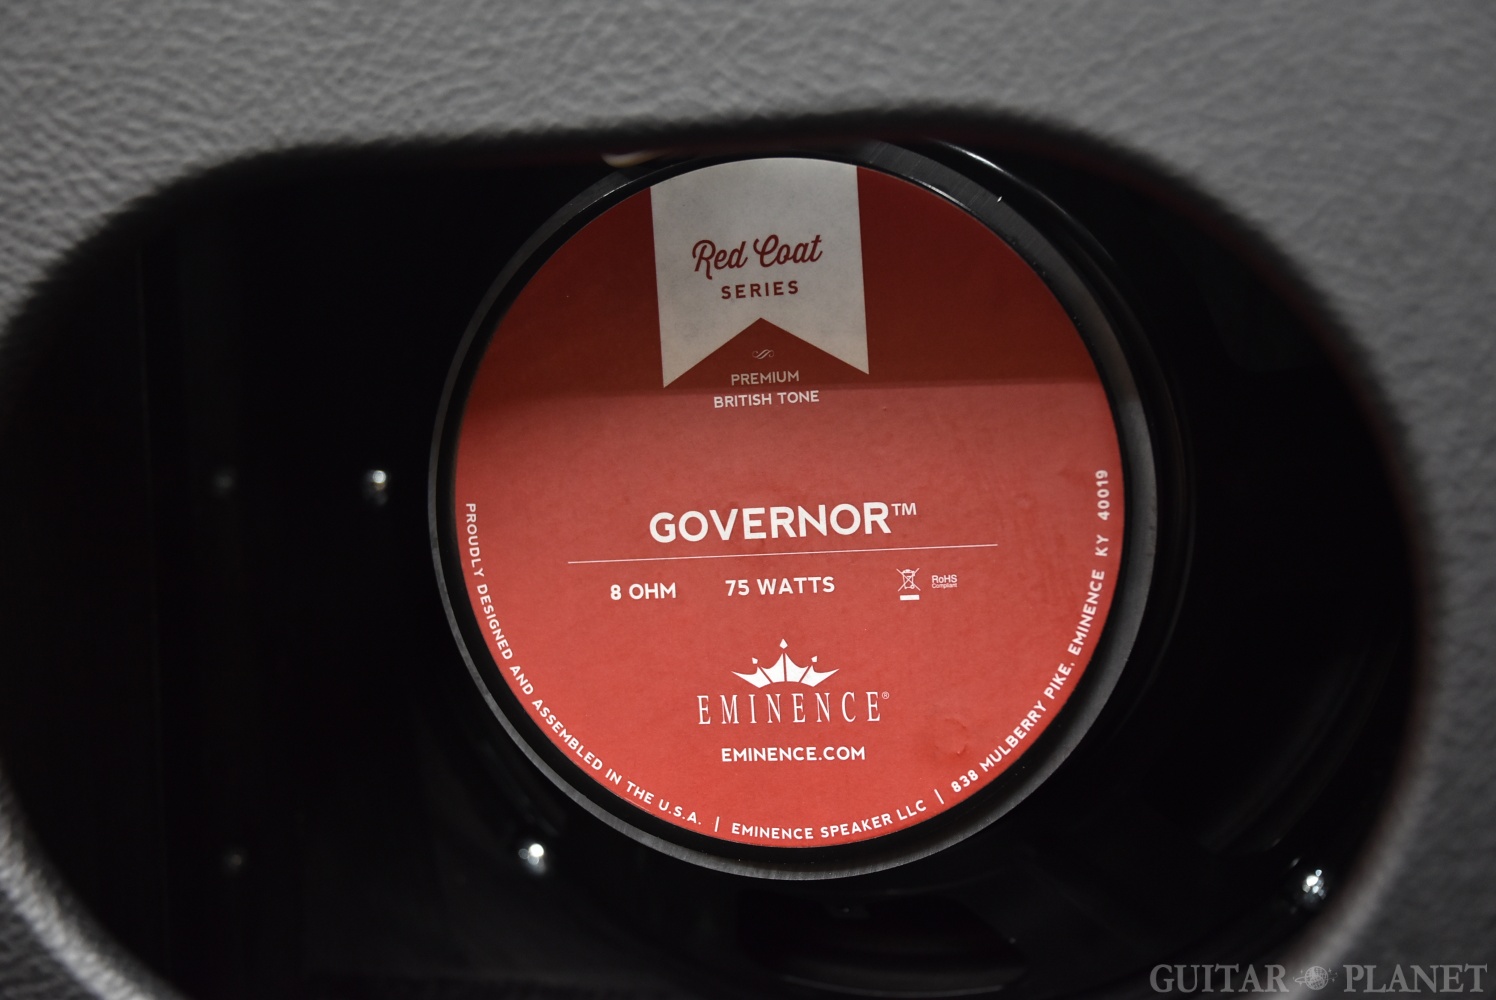 Red Coat
SERIES
PREMIUM
BRITISH TONE
GOVERNOR™
8 OHM 75 WATTS RoHS Compliant
EMINENCE®
EMINENCE.COM
PROUDLY DESIGNED AND ASSEMBLED IN THE U.S.A. | EMINENCE SPEAKER LLC | 838 MULBERRY PIKE, EMINENCE KY 40019
GUITAR PLANET